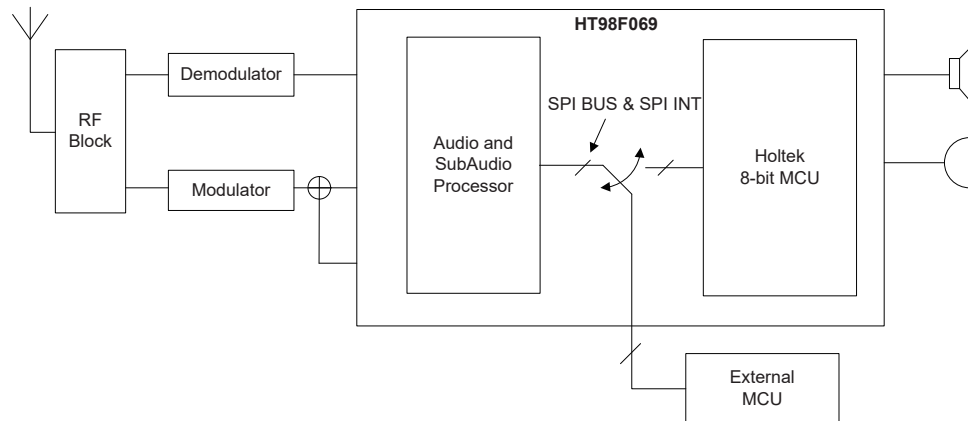 HT98F069
Demodulator
SPI BUS & SPI INT
RF
Block
Audio and
SubAudio
Processor
Holtek
8-bit MCU
Modulator
External
MCU